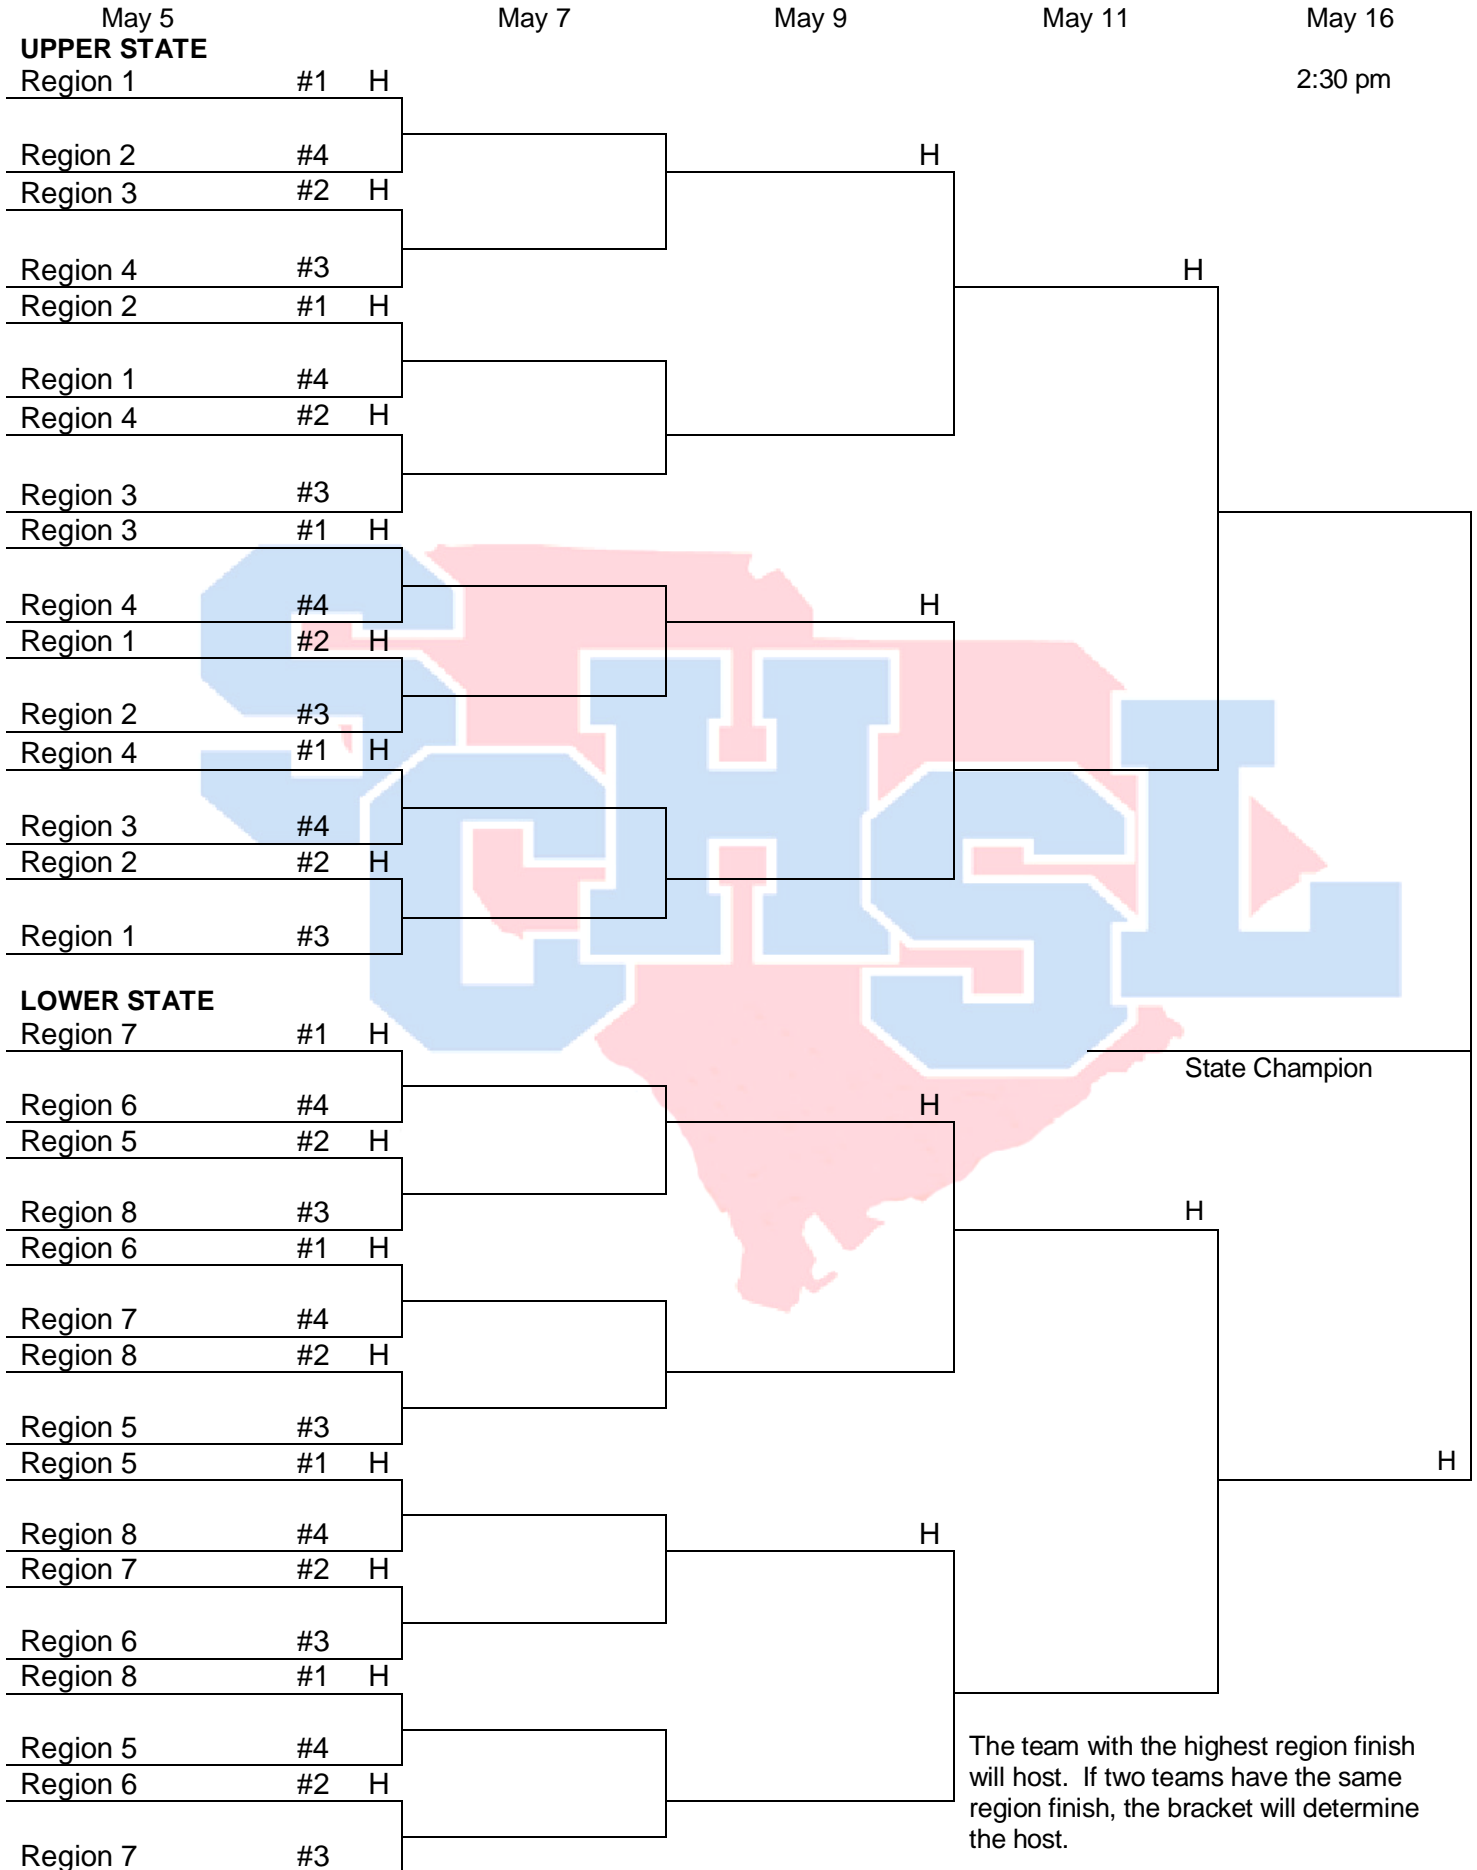 May 5 May 7 May 9 May 11 May 16
UPPER STATE
Region 1 #1 H 2:30 pm
Region 2 #4 H
Region 3 #2 H
Region 4 #3 H
Region 2 #1 H
Region 1 #4
Region 4 #2 H
Region 3 #3
Region 3 #1 H
Region 4 #4 H
Region 1 #2 H
Region 2 #3
Region 4 #1 H
Region 3 #4
Region 2 #2 H
Region 1 #3
LOWER STATE
Region 7 #1 H
State Champion
Region 6 #4 H
Region 5 #2 H
Region 8 #3 H
Region 6 #1 H
Region 7 #4
Region 8 #2 H
Region 5 #3
Region 5 #1 H H
Region 8 #4 H
Region 7 #2 H
Region 6 #3
Region 8 #1 H
Region 5 #4
Region 6 #2 H
Region 7 #3
The team with the highest region finish
will host. If two teams have the same
region finish, the bracket will determine
the host.
SCHSL